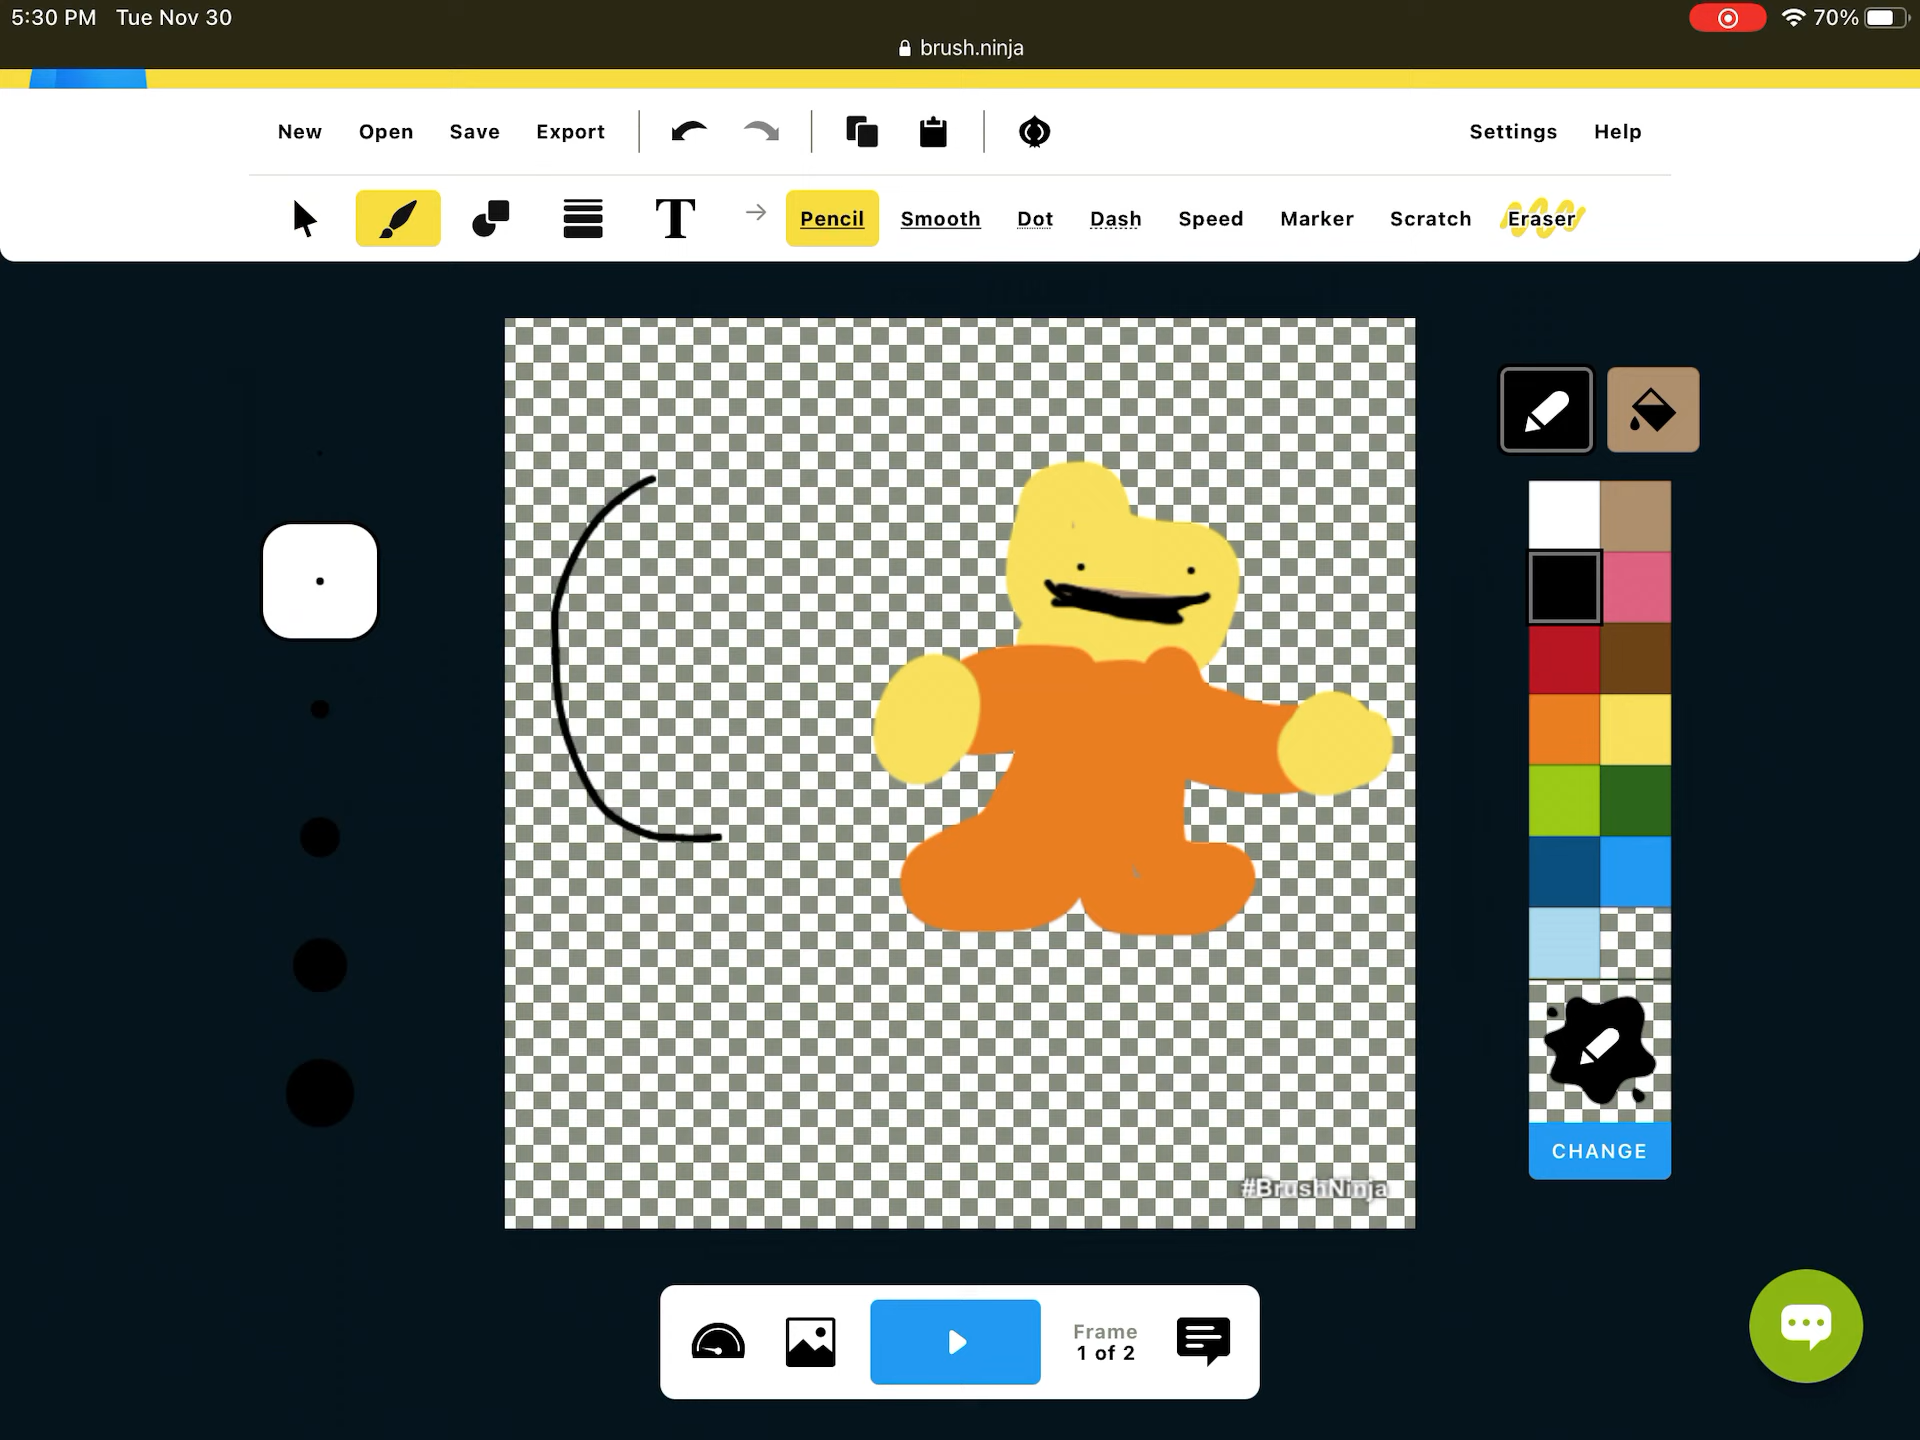 5:30 PM Tue Nov 30
70%
brush.ninja
New Open Save Export Settings Help
T → Pencil Smooth Dot Dash Speed Marker Scratch Eraser
#BrushNinja
CHANGE
Frame
1 of 2